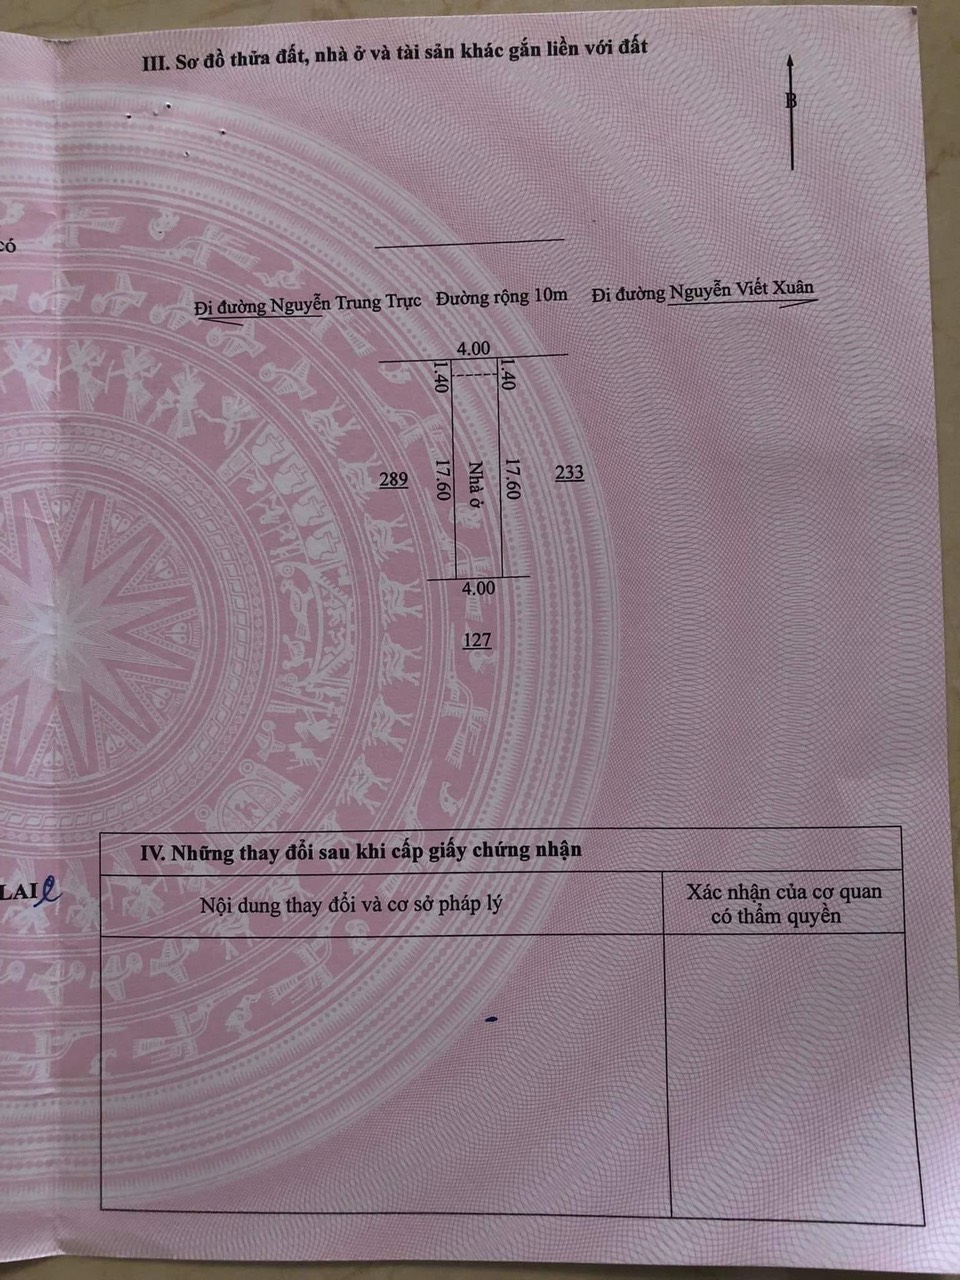 III. Sơ đồ thửa đất, nhà ở và tài sản khác gắn liền với đất
B
có
Đi đường Nguyễn Trung Trực Đường rộng 10m Đi đường Nguyễn Viết Xuân
4.00
1.40 1.40
289 17.60 Nhà ở 17.60 233
4.00
127
IV. Những thay đổi sau khi cấp giấy chứng nhận
LAI
Nội dung thay đổi và cơ sở pháp lý
Xác nhận của cơ quan
có thẩm quyền